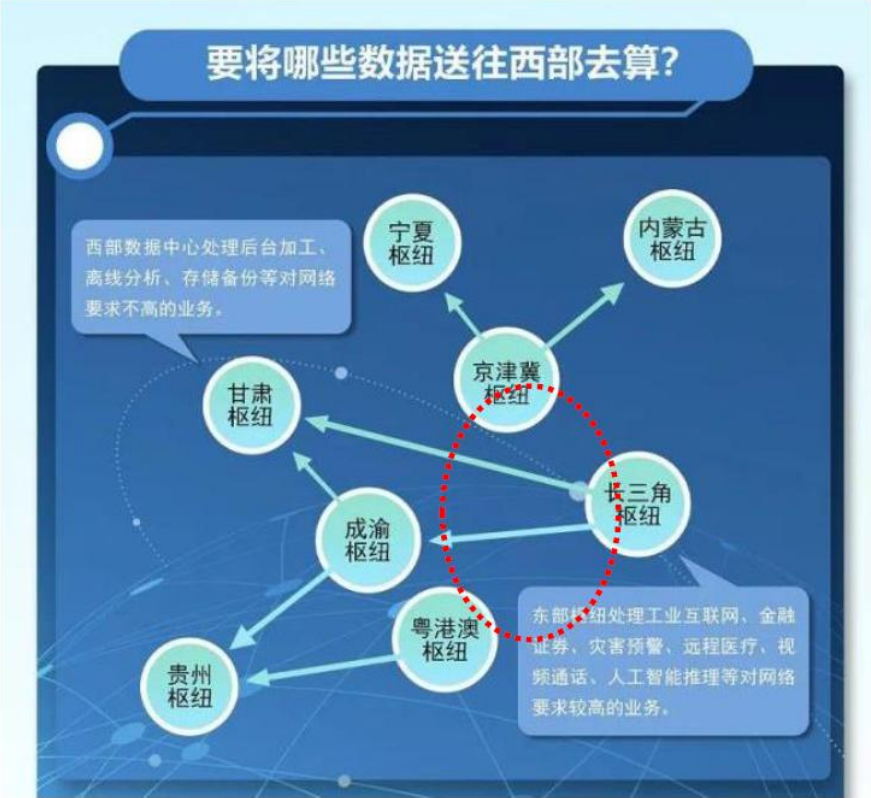 要将哪些数据送往西部去算?
宁夏
枢纽
内蒙古
枢纽
西部数据中心处理后台加工、
离线分析、存储备份等对网络
要求不高的业务。
京津冀
枢纽
甘肃
枢纽
长三角
枢纽
成渝
枢纽
粤港澳
枢纽
东部枢纽处理工业互联网、金融
证券、灾害预警、远程医疗、视
频通话、人工智能推理等对网络
要求较高的业务。
贵州
枢纽